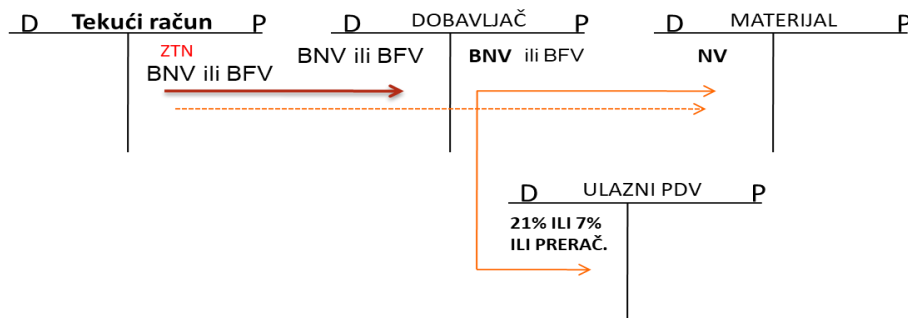 D Tekući račun P
D DOBAVLJAČ P
D MATERIJAL P
ZTN
BNV ili BFV
BNV ili BFV
BNV ili BFV
NV
D ULAZNI PDV P
21% ILI 7%
ILI PRERAČ.